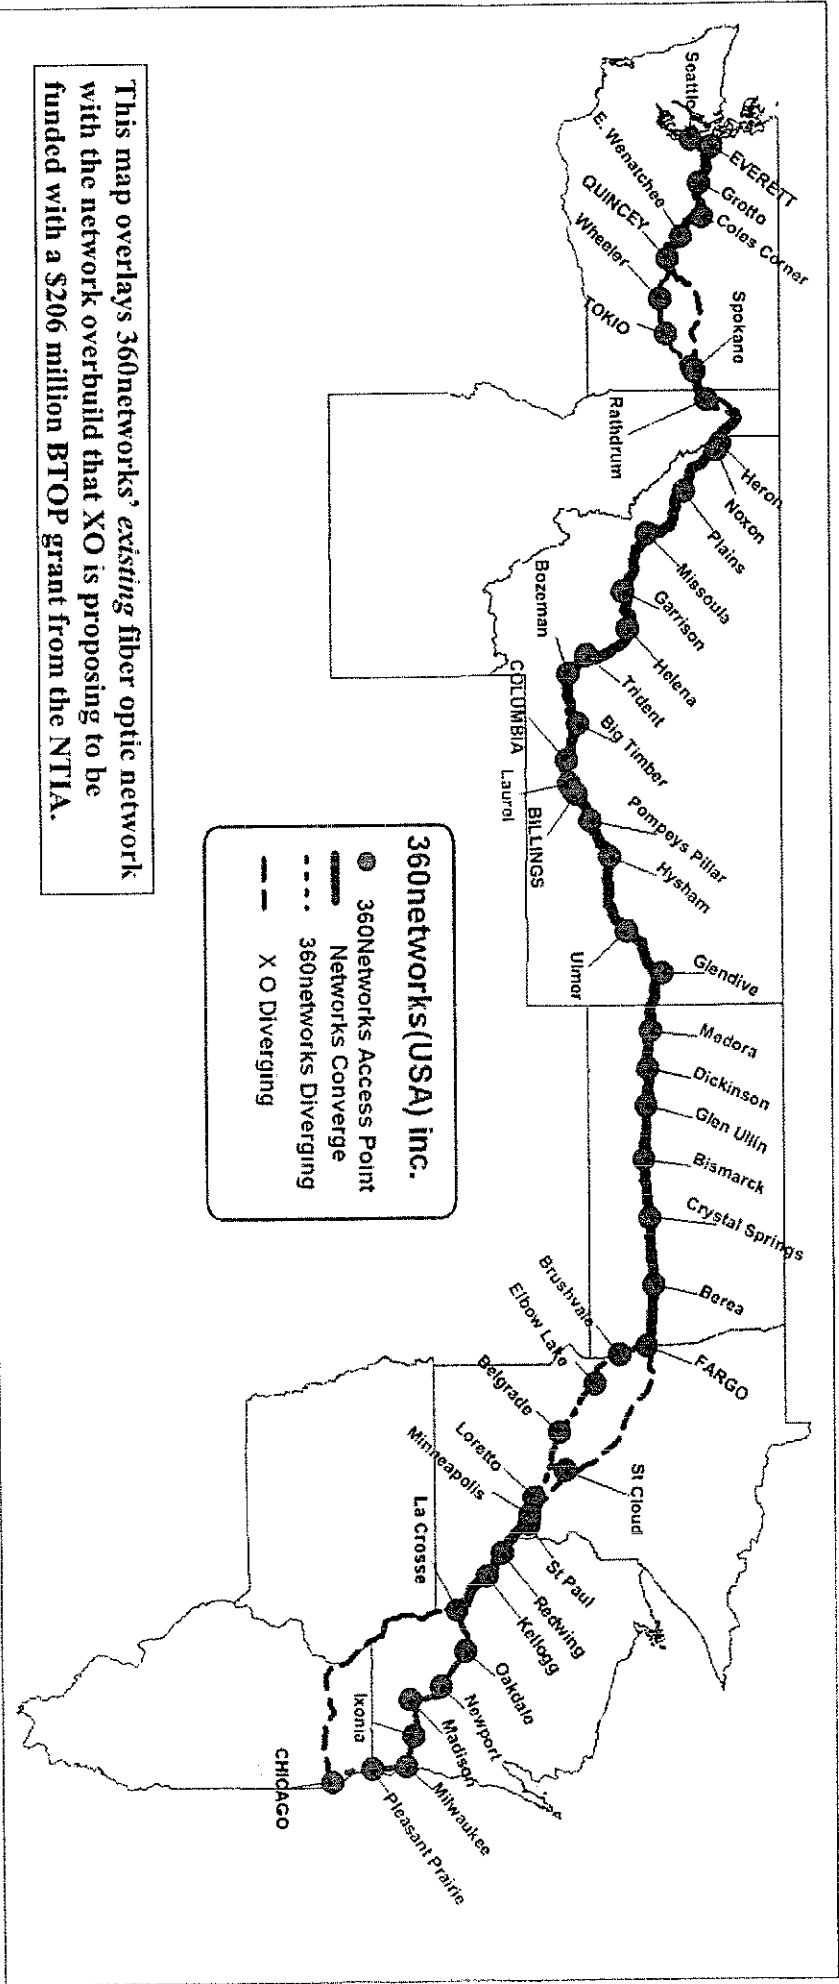 Seattle
EVERETT
Grotto
Coles Corner
E. Wenatchee
QUINCEY
Wheeler
TOKIO
Spokane
Rathdrum
Heron
Noxon
Plains
Missoula
Garrison
Helena
Trident
Bozeman
Big Timber
COLUMBIA
Laurel
BILLINGS
Pompeys Pillar
Hysham
Ulmer
Glendive
Medora
Dickinson
Glen Ullin
Bismarck
Crystal Springs
Berea
FARGO
Brushvale
Elbow Lake
Belgrade
Loretto
Minneapolis
St Cloud
St Paul
Redwing
Kellogg
La Crosse
Oakdale
Newport
Madison
Ixonia
Milwaukee
Pleasant Prairie
CHICAGO
360networks(USA) inc.
360Networks Access Point
Networks Converge
360networks Diverging
X O Diverging
This map overlays 360networks' existing fiber optic network
with the network overbuild that XO is proposing to be
funded with a $206 million BTOP grant from the NTIA.